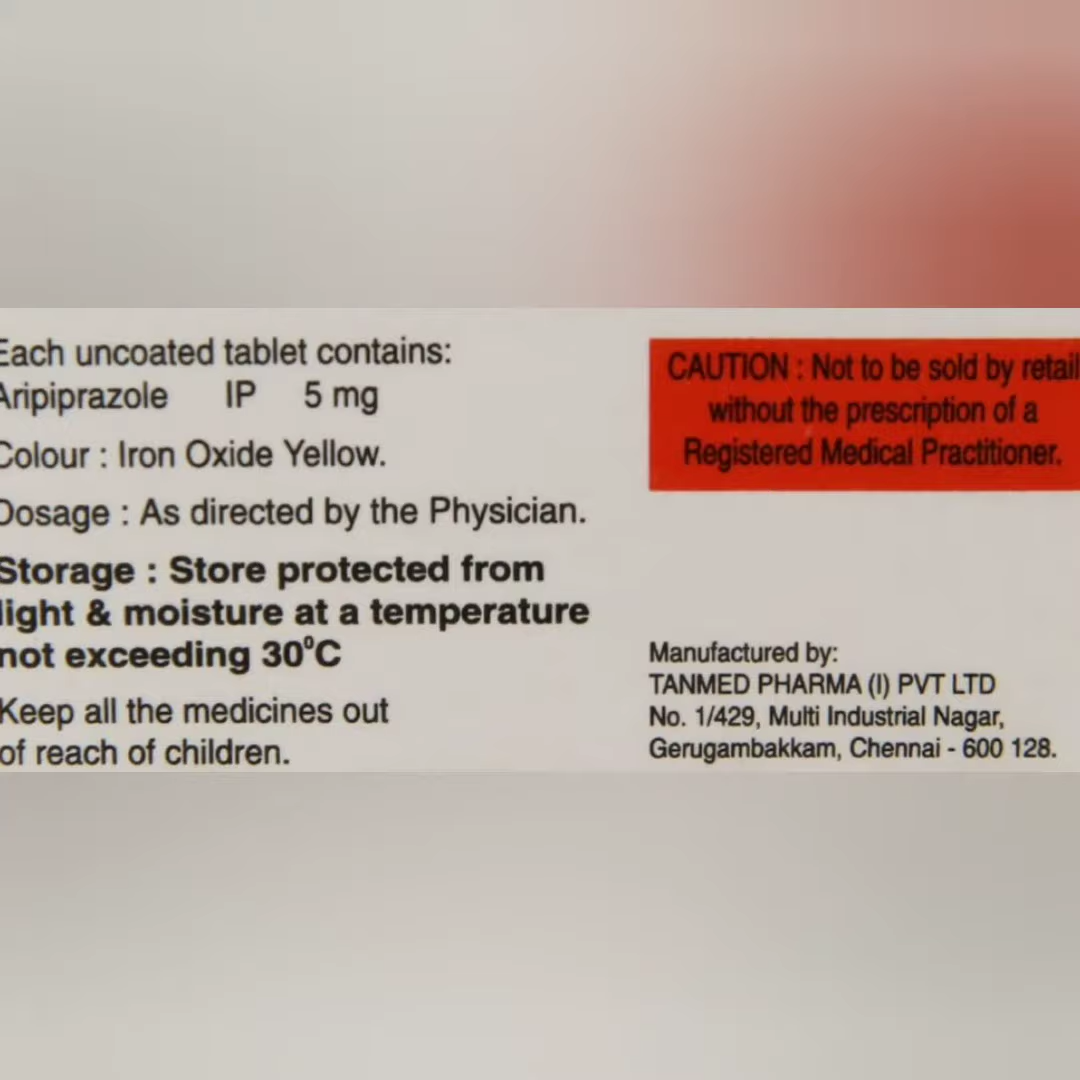 Each uncoated tablet contains:
Aripiprazole IP 5 mg
Colour : Iron Oxide Yellow.
Dosage : As directed by the Physician.
Storage : Store protected from
light & moisture at a temperature
not exceeding 30⁰C
Keep all the medicines out
of reach of children.
CAUTION : Not to be sold by retail
without the prescription of a
Registered Medical Practitioner.
Manufactured by:
TANMED PHARMA (I) PVT LTD
No. 1/429, Multi Industrial Nagar,
Gerugambakkam, Chennai - 600 128.